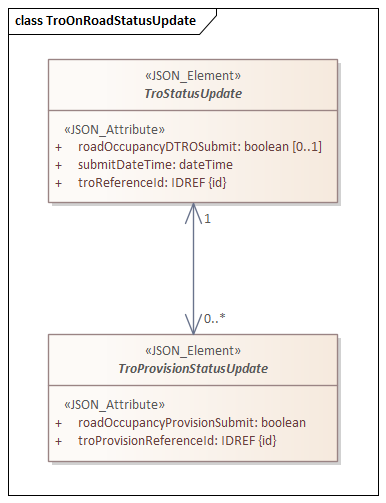 class TroOnRoadStatusUpdate
«JSON_Element»
TroStatusUpdate
«JSON_Attribute»
+ roadOccupancyDTROSubmit: boolean [0..1]
+ submitDateTime: dateTime
+ troReferenceId: IDREF {id}
1
0..*
«JSON_Element»
TroProvisionStatusUpdate
«JSON_Attribute»
+ roadOccupancyProvisionSubmit: boolean
+ troProvisionReferenceId: IDREF {id}